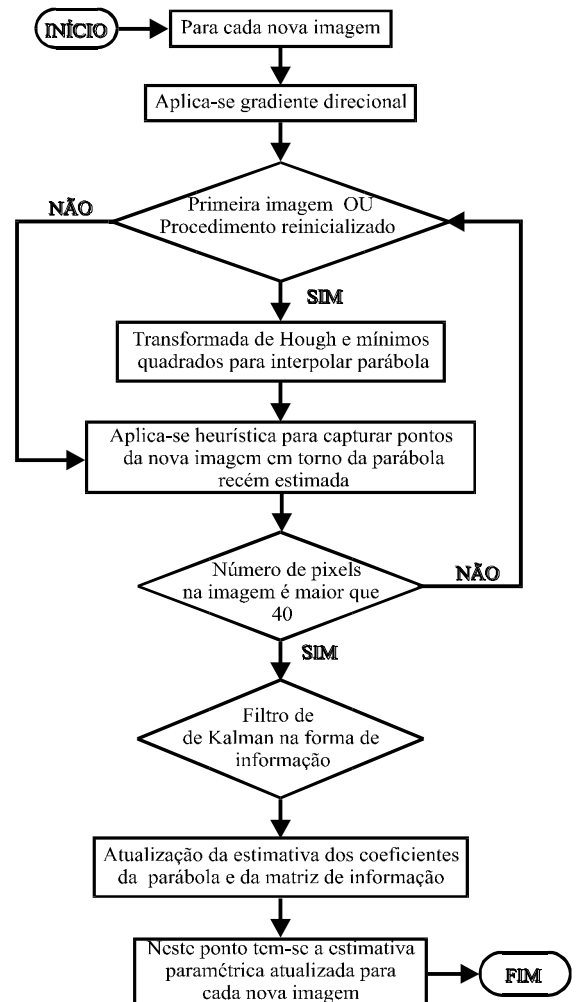 INÍCIO
Para cada nova imagem
Aplica-se gradiente direcional
Primeira imagem OU
Procedimento reinicializado
NÃO
SIM
Transformada de Hough e mínimos
quadrados para interpolar parábola
Aplica-se heurística para capturar pontos
da nova imagem em torno da parábola
recém estimada
Número de pixels
na imagem é maior que
40
NÃO
SIM
Filtro de
de Kalman na forma de
informação
Atualização da estimativa dos coeficientes
da parábola e da matriz de informação
Neste ponto tem-se a estimativa
paramétrica atualizada para
cada nova imagem
FIM